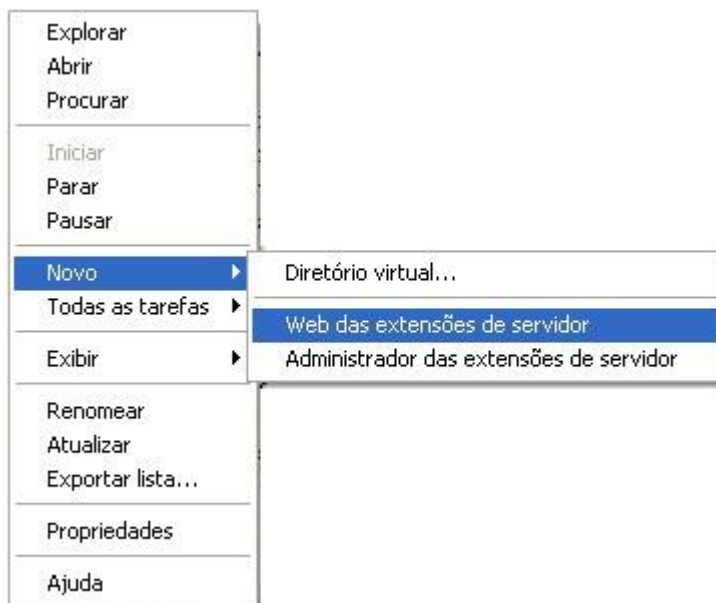 Explorar
Abrir
Procurar
Iniciar
Parar
Pausar
Novo
Diretório virtual...
Todas as tarefas
Web das extensões de servidor
Exibir
Administrador das extensões de servidor
Renomear
Atualizar
Exportar lista...
Propriedades
Ajuda